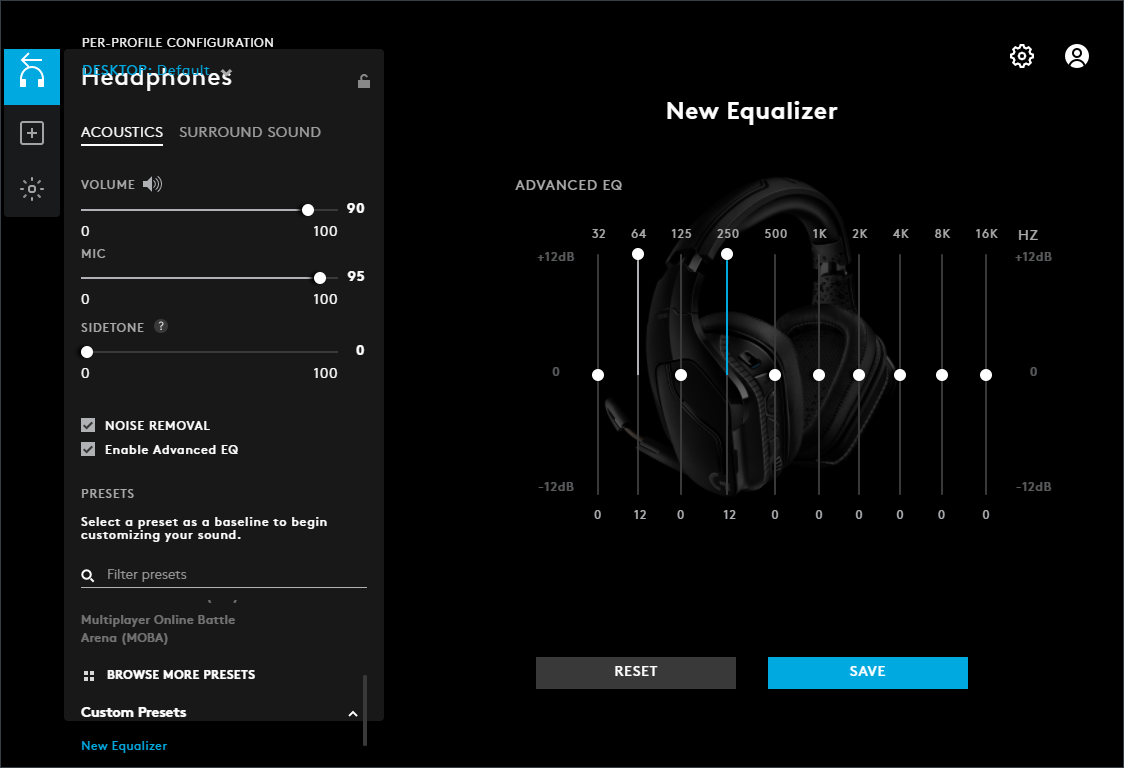 PER-PROFILE CONFIGURATION
DESKTOP: Default
Headphones
ACOUSTICS SURROUND SOUND
VOLUME
90
0 100
MIC
95
0 100
SIDETONE ?
0
0 100
NOISE REMOVAL
Enable Advanced EQ
PRESETS
Select a preset as a baseline to begin
customizing your sound.
Filter presets
Multiplayer Online Battle
Arena (MOBA)
BROWSE MORE PRESETS
Custom Presets
New Equalizer
New Equalizer
ADVANCED EQ
32 64 125 250 500 1K 2K 4K 8K 16K HZ
+12dB +12dB
0 0
-12dB -12dB
0 12 0 12 0 0 0 0 0 0
RESET SAVE